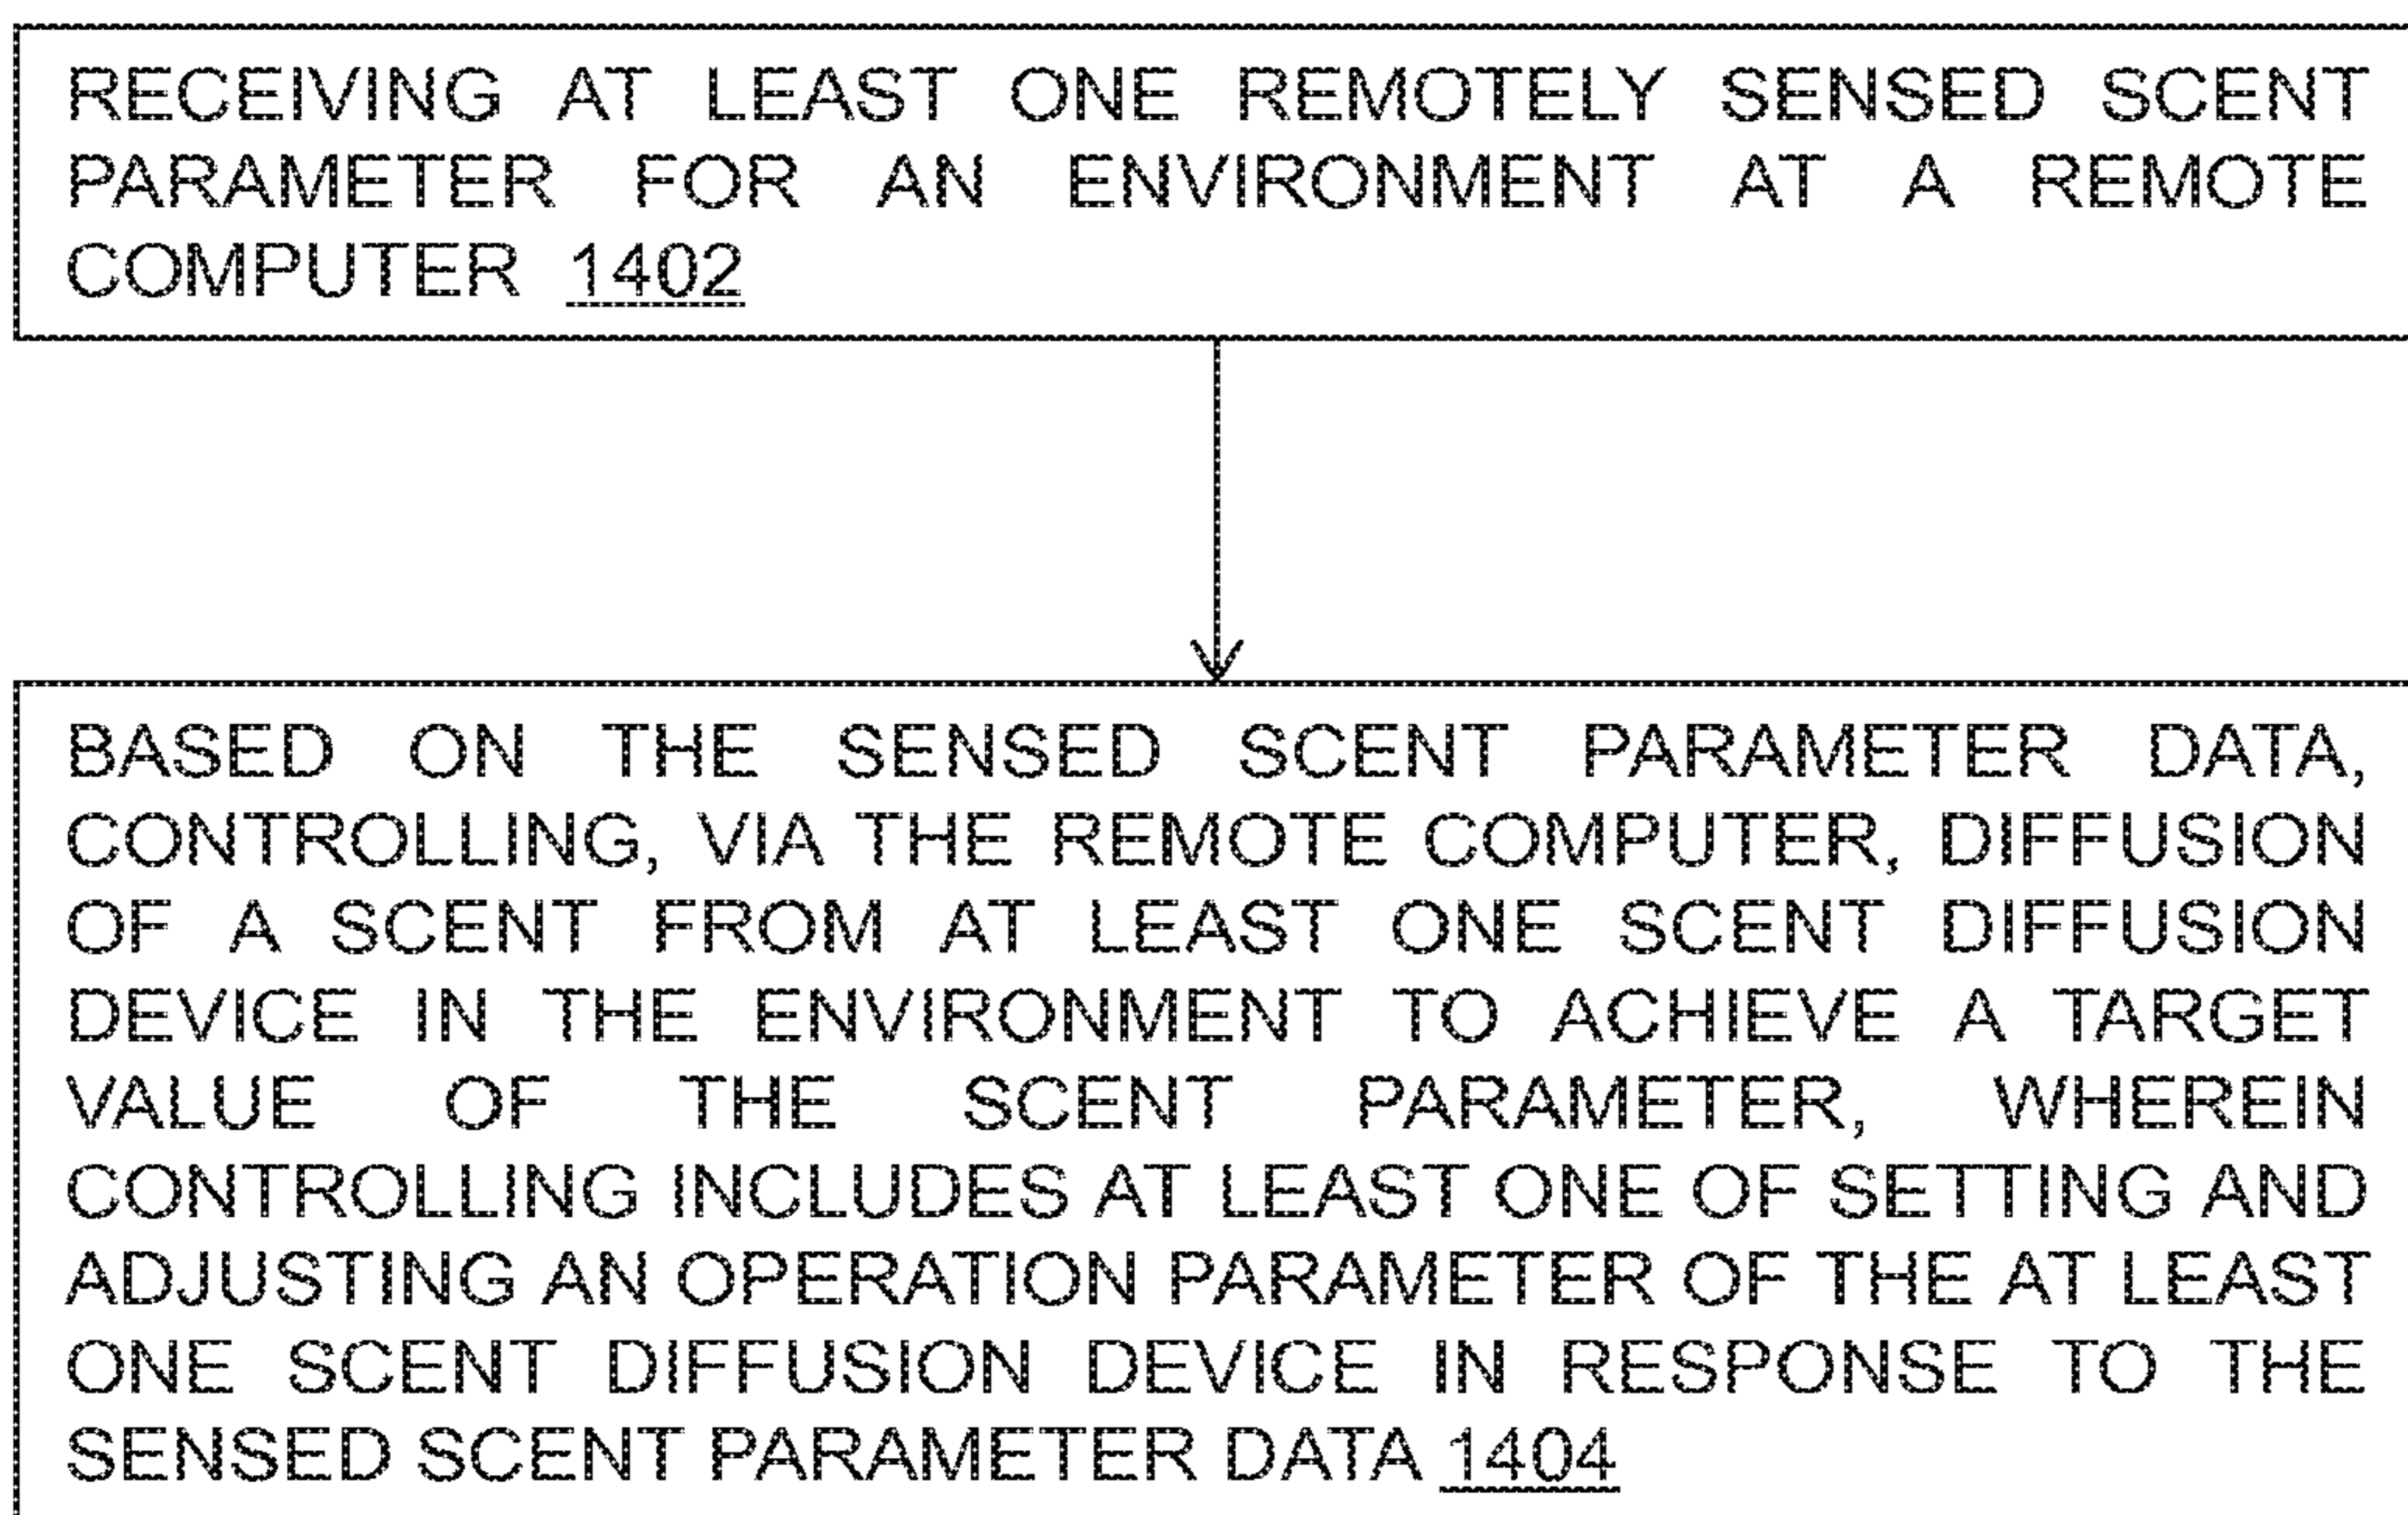 RECEIVING AT LEAST ONE REMOTELY SENSED SCENT
PARAMETER FOR AN ENVIRONMENT AT A REMOTE
COMPUTER 1402
BASED ON THE SENSED SCENT PARAMETER DATA,
CONTROLLING, VIA THE REMOTE COMPUTER, DIFFUSION
OF A SCENT FROM AT LEAST ONE SCENT DIFFUSION
DEVICE IN THE ENVIRONMENT TO ACHIEVE A TARGET
VALUE OF THE SCENT PARAMETER, WHEREIN
CONTROLLING INCLUDES AT LEAST ONE OF SETTING AND
ADJUSTING AN OPERATION PARAMETER OF THE AT LEAST
ONE SCENT DIFFUSION DEVICE IN RESPONSE TO THE
SENSED SCENT PARAMETER DATA 1404